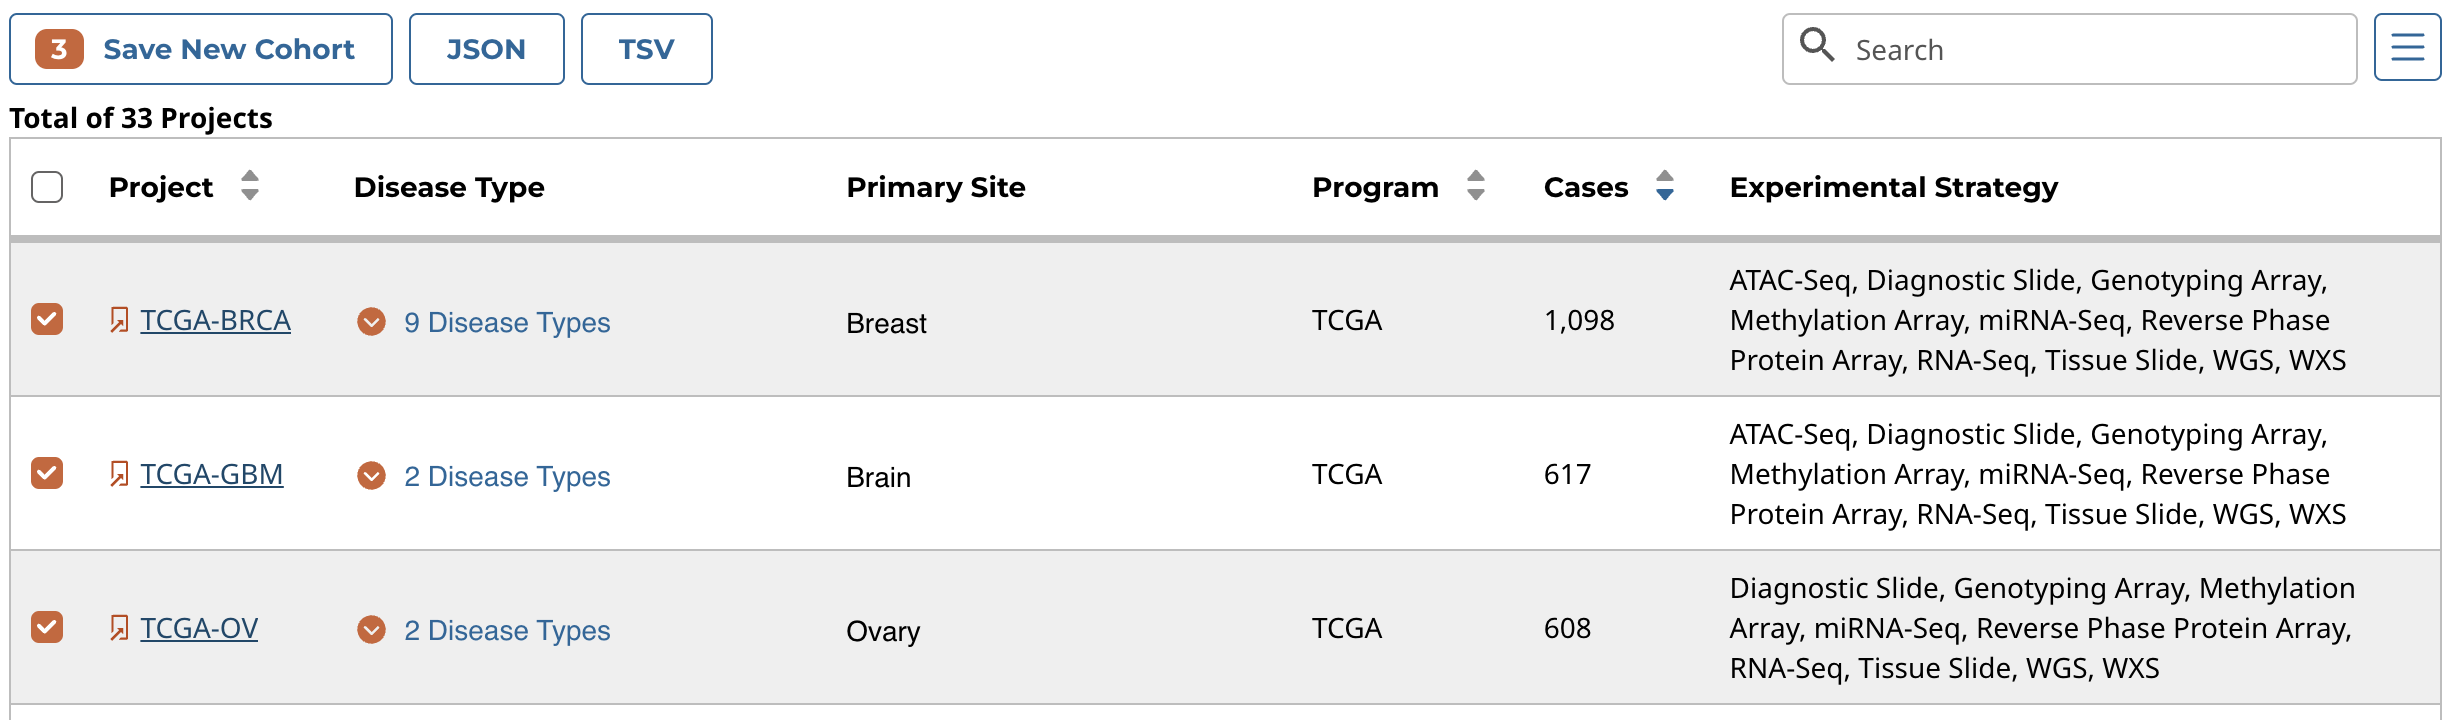 3 Save New Cohort JSON TSV Search
Total of 33 Projects
Project Disease Type Primary Site Program Cases Experimental Strategy
TCGA-BRCA 9 Disease Types Breast TCGA 1,098 ATAC-Seq, Diagnostic Slide, Genotyping Array,
Methylation Array, miRNA-Seq, Reverse Phase
Protein Array, RNA-Seq, Tissue Slide, WGS, WXS
TCGA-GBM 2 Disease Types Brain TCGA 617 ATAC-Seq, Diagnostic Slide, Genotyping Array,
Methylation Array, miRNA-Seq, Reverse Phase
Protein Array, RNA-Seq, Tissue Slide, WGS, WXS
TCGA-OV 2 Disease Types Ovary TCGA 608 Diagnostic Slide, Genotyping Array, Methylation
Array, miRNA-Seq, Reverse Phase Protein Array,
RNA-Seq, Tissue Slide, WGS, WXS